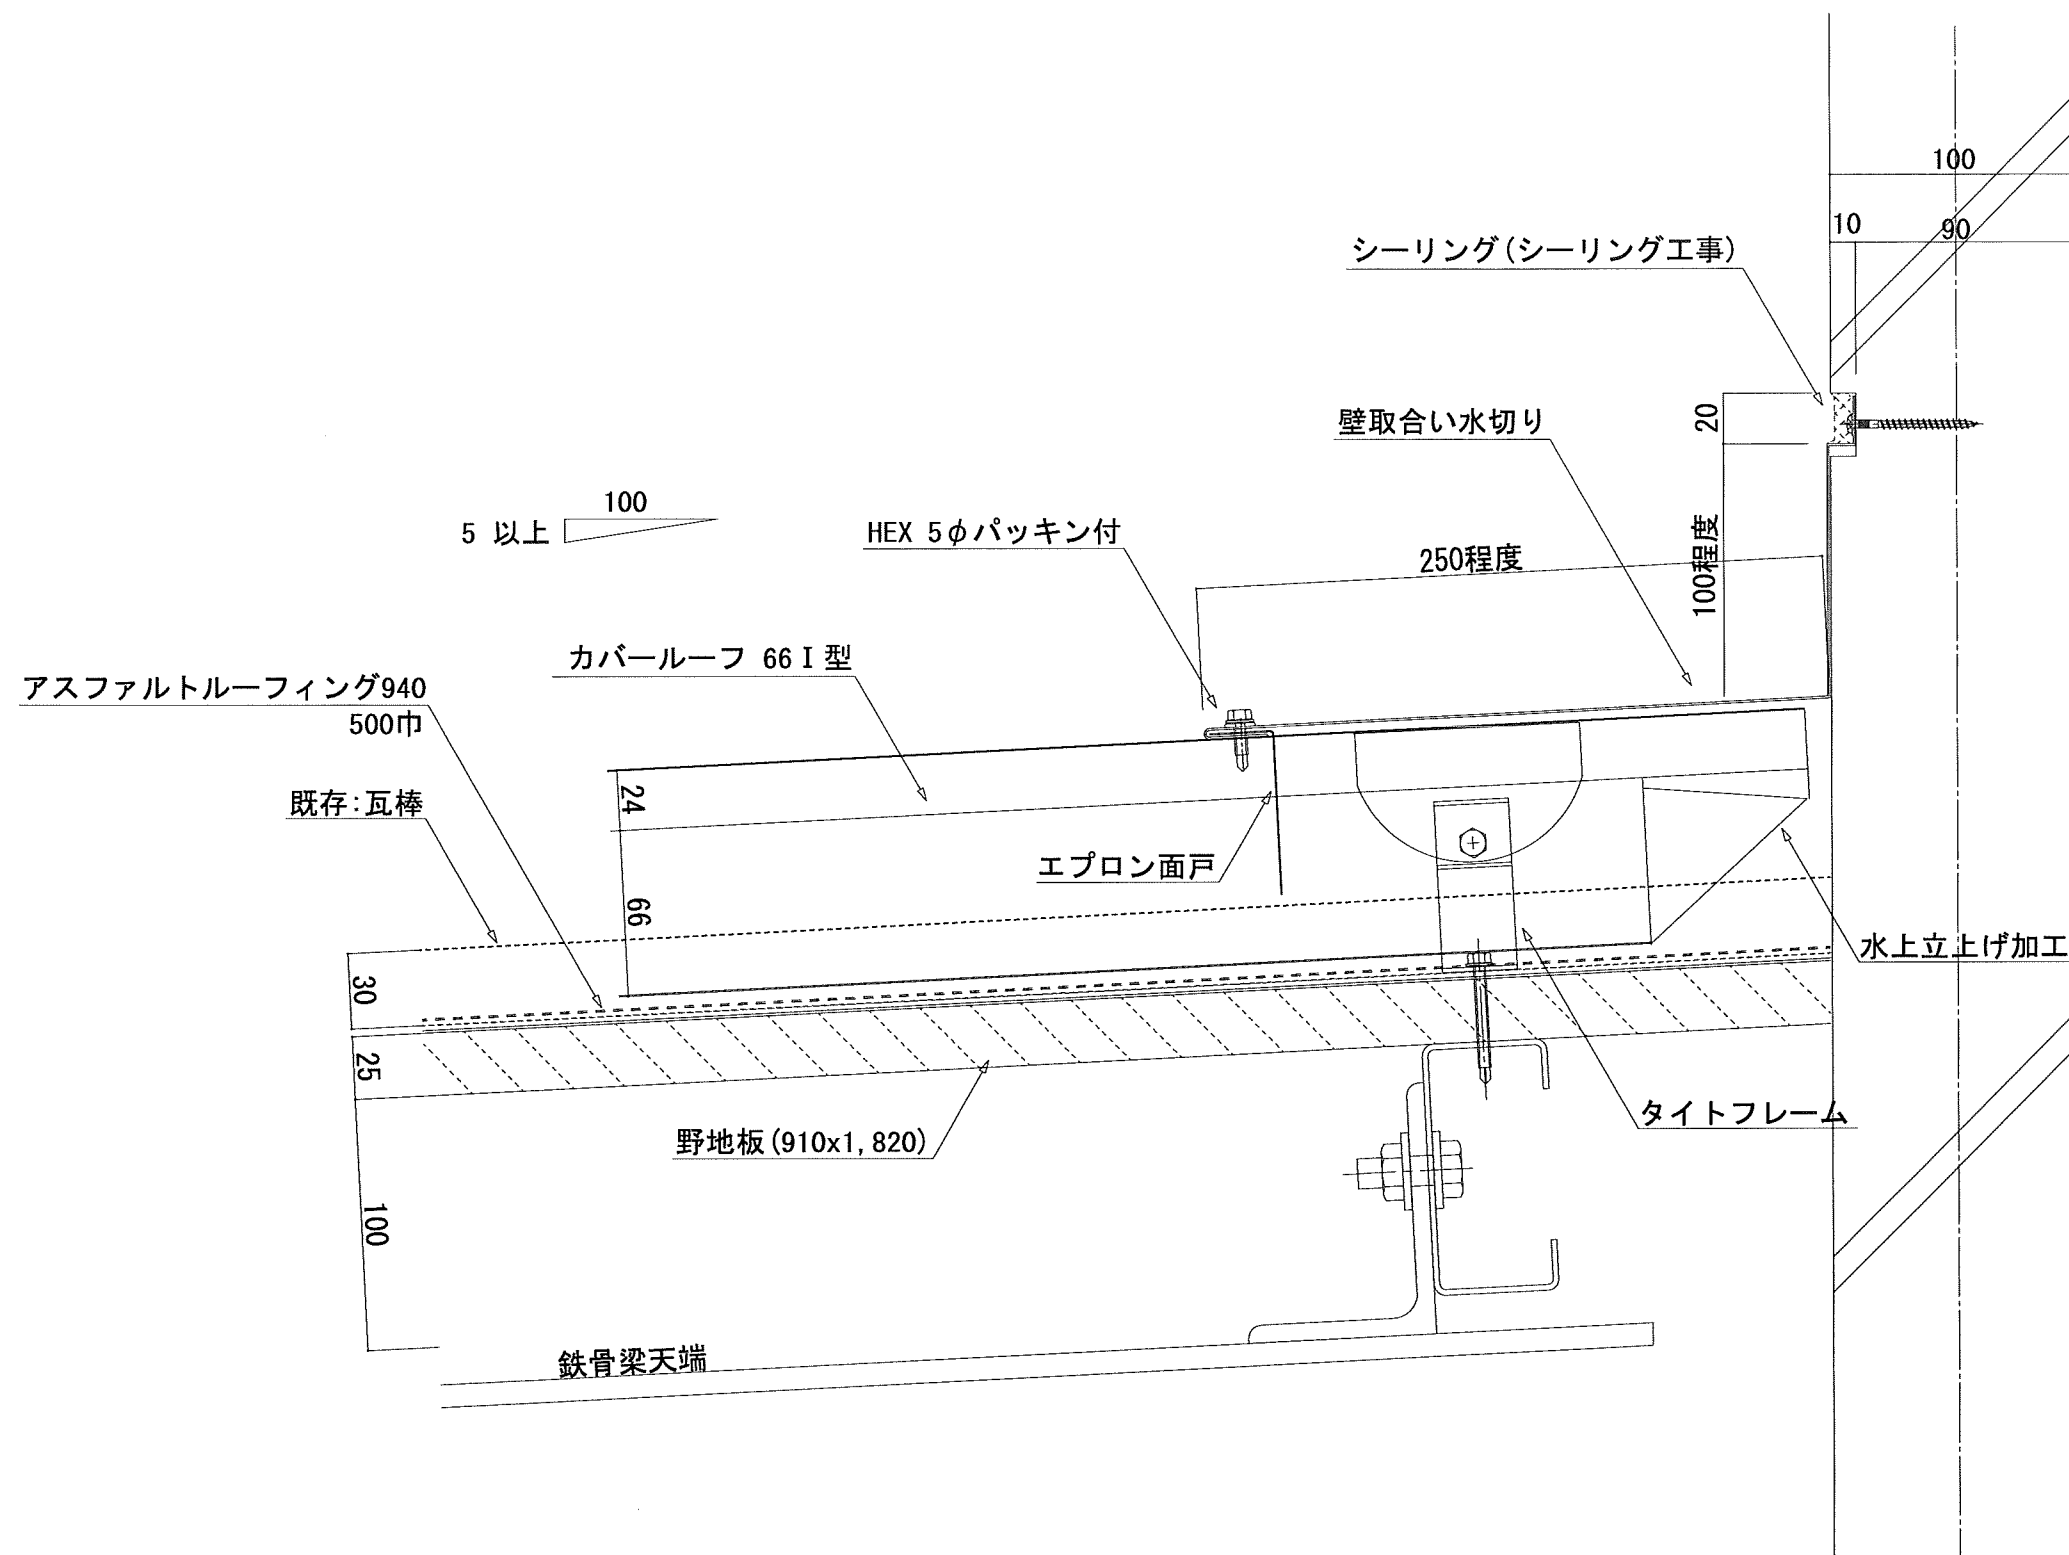 100
10
90
シーリング(シーリング工事)
20
壁取合い水切り
100
5 以上
HEX 5φパッキン付
250程度
100程度
カバールーフ 66Ⅰ型
アスファルトルーフィング940
500巾
24
既存:瓦棒
エプロン面戸
66
水上立上げ加工
30
25
タイトフレーム
野地板(910x1,820)
100
鉄骨梁天端